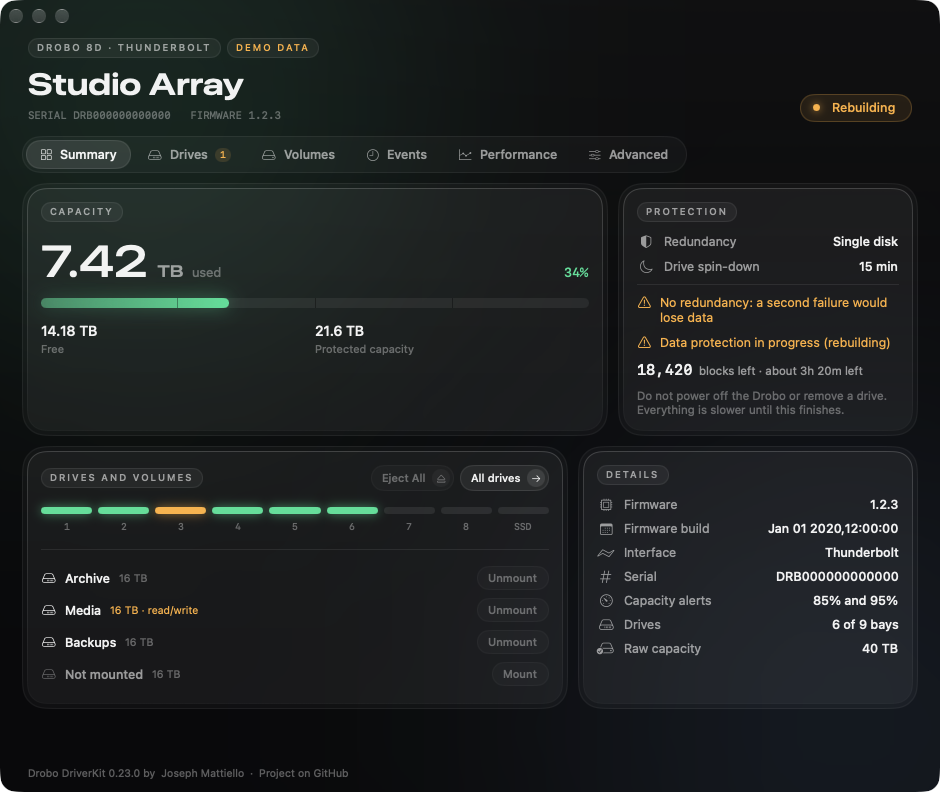 DROBO 8D · THUNDERBOLT
DEMO DATA
Studio Array
SERIAL DRB000000000000 FIRMWARE 1.2.3
Rebuilding
Summary
Drives 1
Volumes
Events
Performance
Advanced
CAPACITY
7.42 TB used
34%
14.18 TB
Free
21.6 TB
Protected capacity
PROTECTION
Redundancy Single disk
Drive spin-down 15 min
No redundancy: a second failure would
lose data
Data protection in progress (rebuilding)
18,420 blocks left · about 3h 20m left
Do not power off the Drobo or remove a drive.
Everything is slower until this finishes.
DRIVES AND VOLUMES
Eject All
All drives
1 2 3 4 5 6 7 8 SSD
Archive 16 TB Unmount
Media 16 TB · read/write Unmount
Backups 16 TB Unmount
Not mounted 16 TB Mount
DETAILS
Firmware 1.2.3
Firmware build Jan 01 2020,12:00:00
Interface Thunderbolt
Serial DRB000000000000
Capacity alerts 85% and 95%
Drives 6 of 9 bays
Raw capacity 40 TB
Drobo DriverKit 0.23.0 by Joseph Mattiello · Project on GitHub